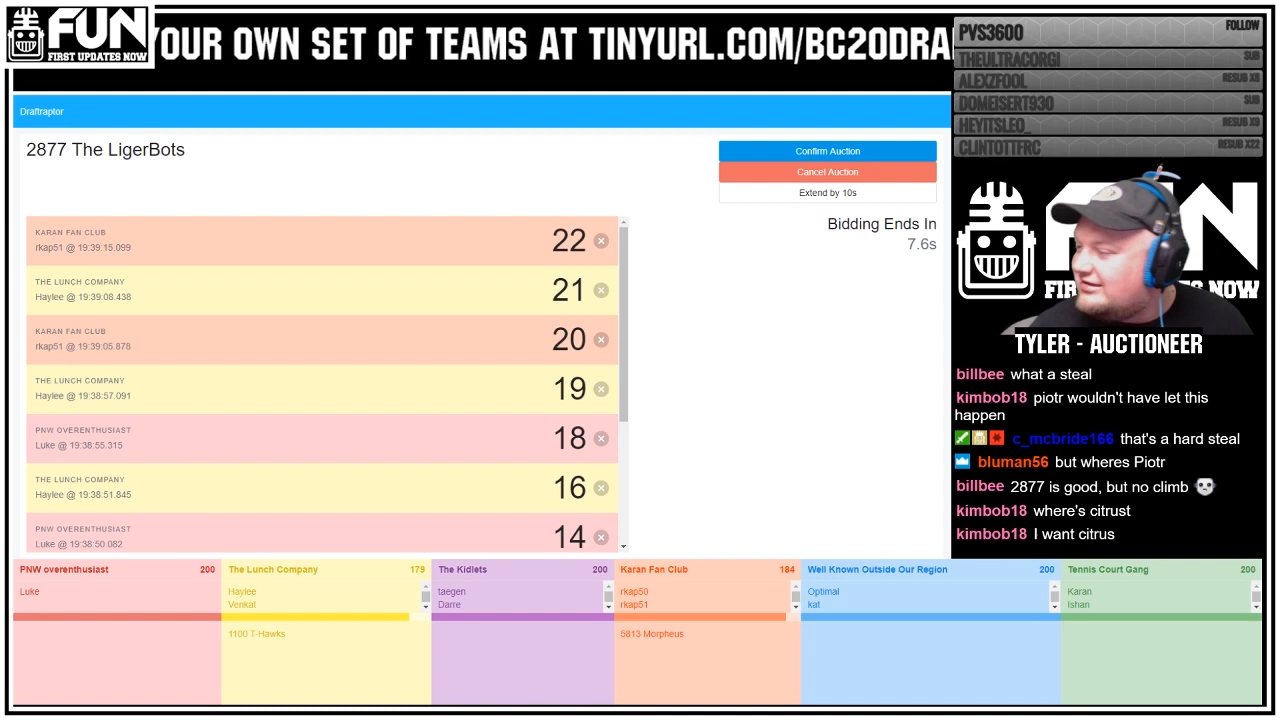 FUN
FIRST UPDATES NOW
YOUR OWN SET OF TEAMS AT TINYURL.COM/BC20DRA
Draftraptor
2877 The LigerBots
Confirm Auction
Cancel Auction
Extend by 10s
Bidding Ends In
7.6s
KARAN FAN CLUB
rkap51 @ 19:39:15.099
22
THE LUNCH COMPANY
Haylee @ 19:39:08.438
21
KARAN FAN CLUB
rkap51 @ 19:39:05.878
20
THE LUNCH COMPANY
Haylee @ 19:38:57.091
19
PNW OVERENTHUSIAST
Luke @ 19:38:55.315
18
THE LUNCH COMPANY
Haylee @ 19:38:51.845
16
PNW OVERENTHUSIAST
Luke @ 19:38:50.082
14
PNW overenthusiast 200
Luke
The Lunch Company 179
Haylee
Venkat
1100 T-Hawks
The Kidlets 200
taegen
Darre
Karan Fan Club 184
rkap50
rkap51
5813 Morpheus
Well Known Outside Our Region 200
Optimal
kat
Tennis Court Gang 200
Karan
Ishan
PVS3600 FOLLOW
THEULTRACORGI SUB
ALEXZFOOL RESUB X8
DOMEISERT930 SUB
HEYITSLEO_ RESUB X9
CLINTOTTFRC RESUB X22
TYLER - AUCTIONEER
billbee what a steal
kimbob18 piotr wouldn't have let this
happen
c_mcbride166 that's a hard steal
bluman56 but wheres Piotr
billbee 2877 is good, but no climb
kimbob18 where's citrust
kimbob18 I want citrus